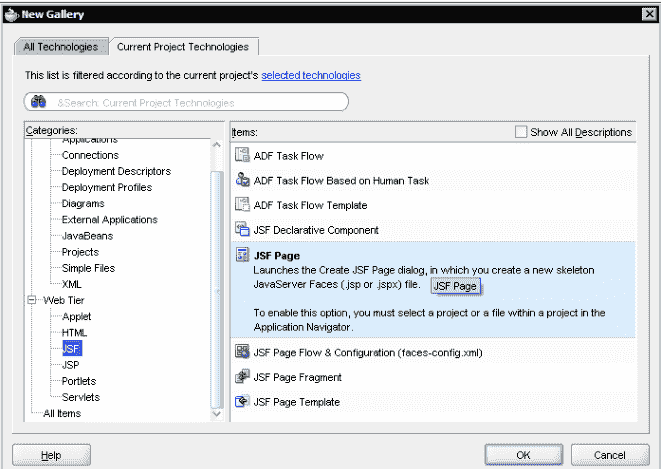 New Gallery
All Technologies
Current Project Technologies
This list is filtered according to the current project's selected technologies
&Search: Current Project Technologies
Categories:
Applications
Connections
Deployment Descriptors
Deployment Profiles
Diagrams
External Applications
JavaBeans
Projects
Simple Files
XML
Web Tier
Applet
HTML
JSF
JSP
Portlets
Servlets
All Items
Items:
Show All Descriptions
ADF Task Flow
ADF Task Flow Based on Human Task
ADF Task Flow Template
JSF Declarative Component
JSF Page
Launches the Create JSF Page dialog, in which you create a new skeleton
JavaServer Faces (.jsp or .jspx) file.
JSF Page
To enable this option, you must select a project or a file within a project in the
Application Navigator.
JSF Page Flow & Configuration (faces-config.xml)
JSF Page Fragment
JSF Page Template
Help
OK
Cancel